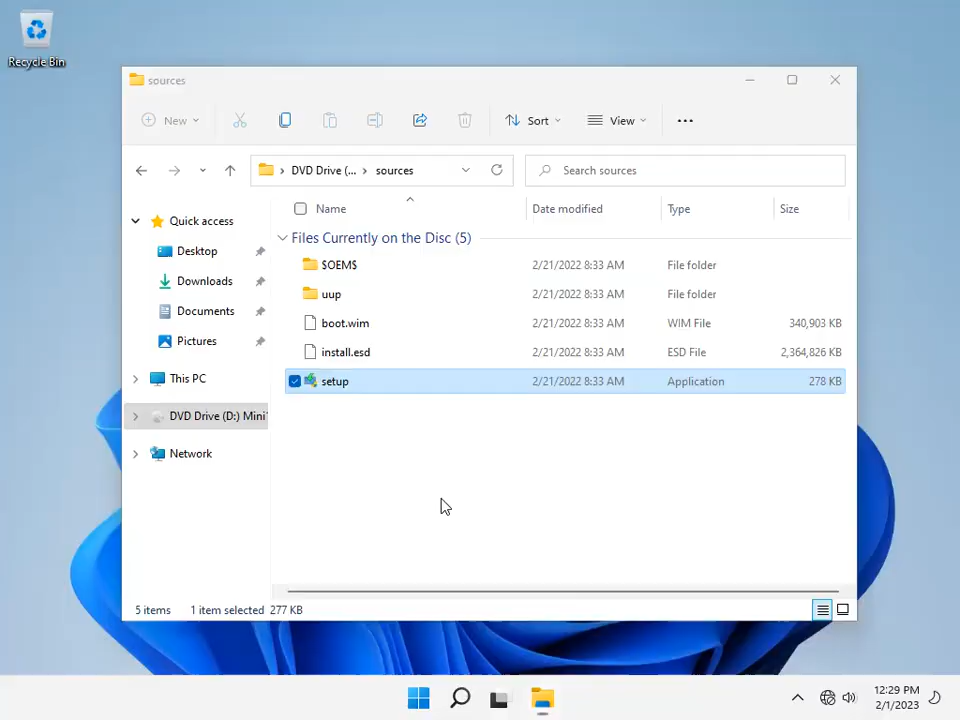 Recycle Bin
sources
New
Sort
View
DVD Drive (... sources
Search sources
Name
Date modified
Type
Size
Quick access
Desktop
Downloads
Documents
Pictures
This PC
DVD Drive (D:) Mini
Network
Files Currently on the Disc (5)
$OEM$ 2/21/2022 8:33 AM File folder
uup 2/21/2022 8:33 AM File folder
boot.wim 2/21/2022 8:33 AM WIM File 340,903 KB
install.esd 2/21/2022 8:33 AM ESD File 2,364,826 KB
setup 2/21/2022 8:33 AM Application 278 KB
5 items 1 item selected 277 KB
12:29 PM
2/1/2023